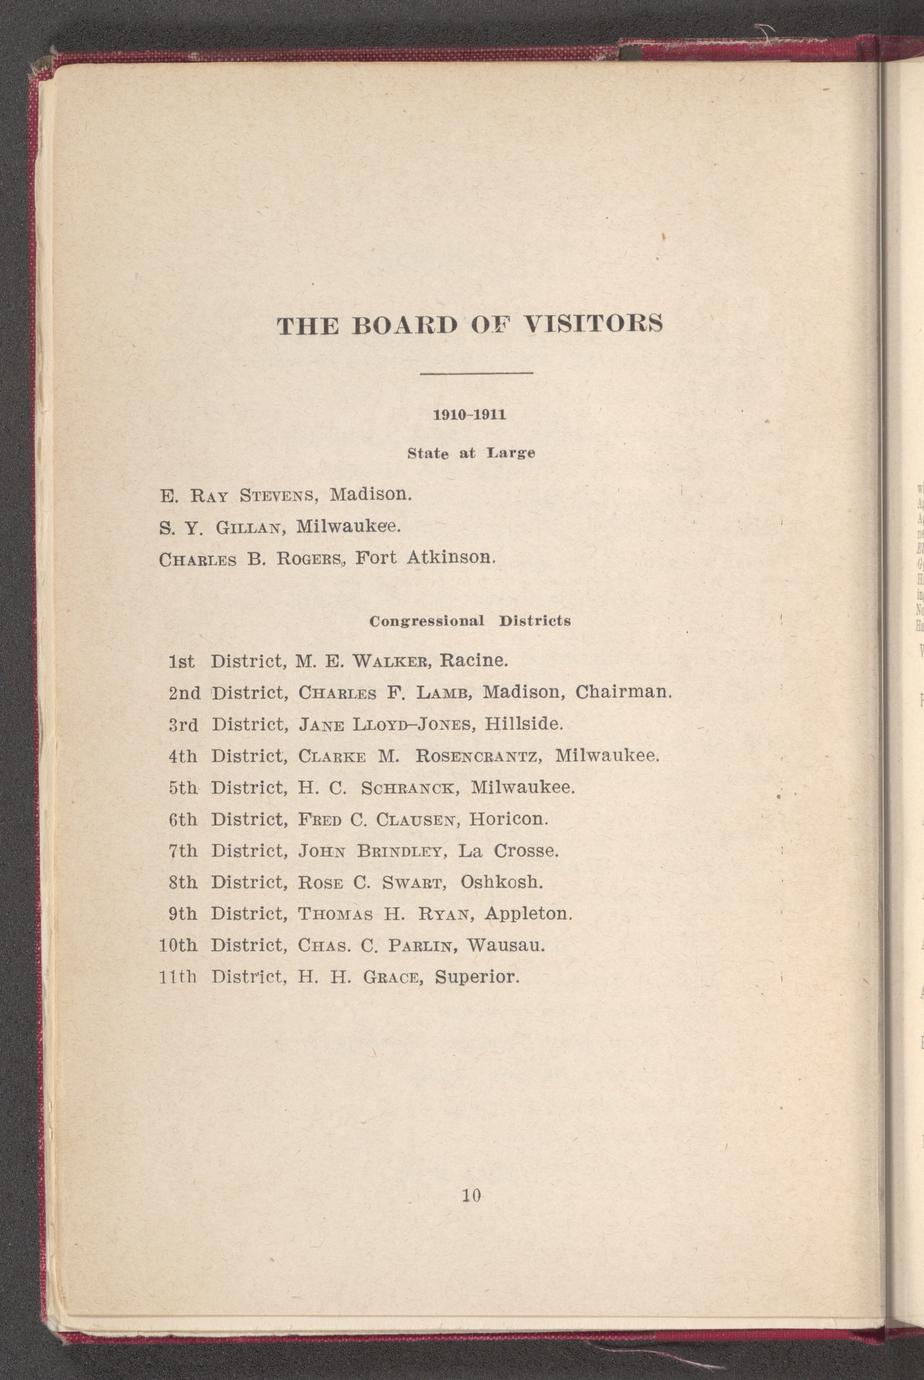 THE BOARD OF VISITORS
1910–1911
State at Large
E. RAY STEVENS, Madison.
S. Y. GILLAN, Milwaukee.
CHARLES B. ROGERS, Fort Atkinson.
Congressional Districts
1st District, M. E. WALKER, Racine.
2nd District, CHARLES F. LAMB, Madison, Chairman.
3rd District, JANE LLOYD–JONES, Hillside.
4th District, CLARKE M. ROSENCRANTZ, Milwaukee.
5th District, H. C. SCHRANCK, Milwaukee.
6th District, FRED C. CLAUSEN, Horicon.
7th District, JOHN BRINDLEY, La Crosse.
8th District, ROSE C. SWART, Oshkosh.
9th District, THOMAS H. RYAN, Appleton.
10th District, CHAS. C. PARLIN, Wausau.
11th District, H. H. GRACE, Superior.
10